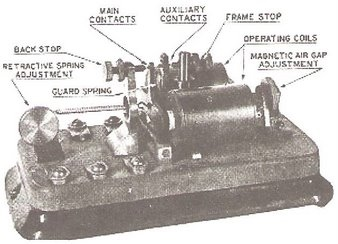 MAIN
CONTACTS
AUXILIARY
CONTACTS
FRAME STOP
BACK STOP
OPERATING COILS
RETRACTIVE SPRING
ADJUSTMENT
MAGNETIC AIR GAP
ADJUSTMENT
GUARD SPRING